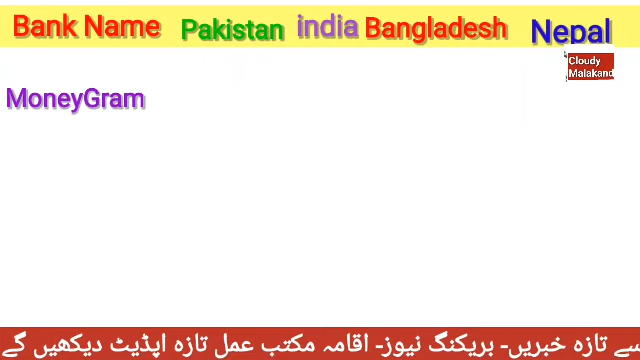 Bank Name Pakistan india Bangladesh Nepal
Cloudy
Malakand
MoneyGram
تازہ خبریں- بریکنگ نیوز- اقامہ مکتب عمل تازہ اپڈیٹ دیکھیں گے